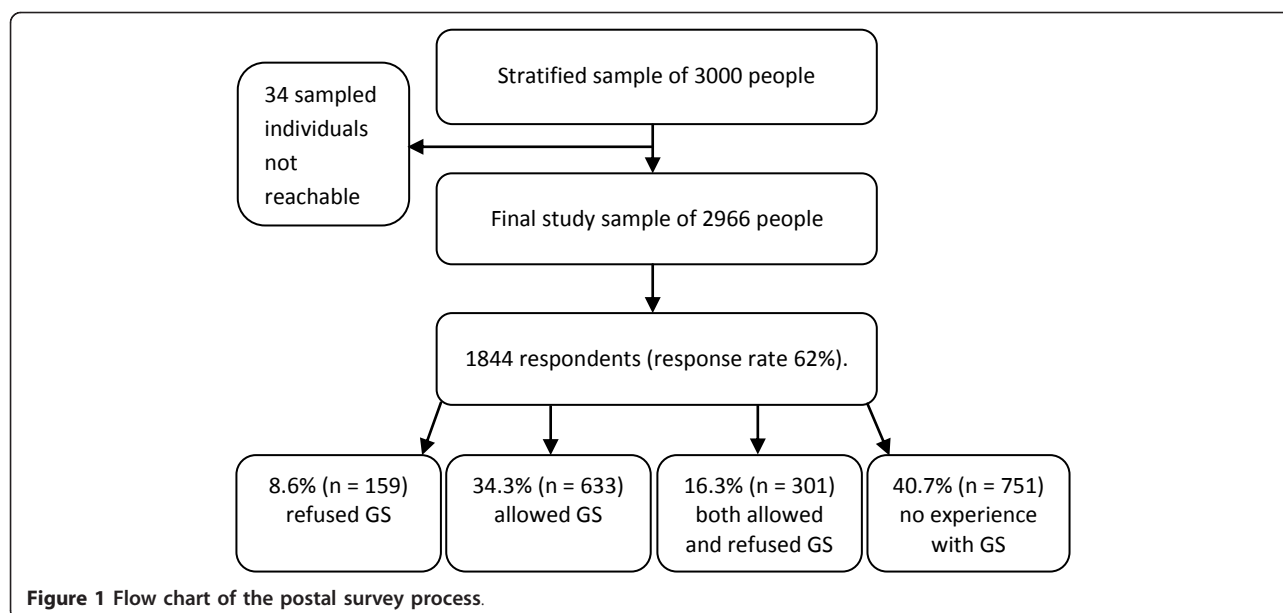 Stratified sample of 3000 people
34 sampled
individuals
not
reachable
Final study sample of 2966 people
1844 respondents (response rate 62%).
8.6% (n = 159)
refused GS
34.3% (n = 633)
allowed GS
16.3% (n = 301)
both allowed
and refused GS
40.7% (n = 751)
no experience
with GS
Figure 1 Flow chart of the postal survey process.